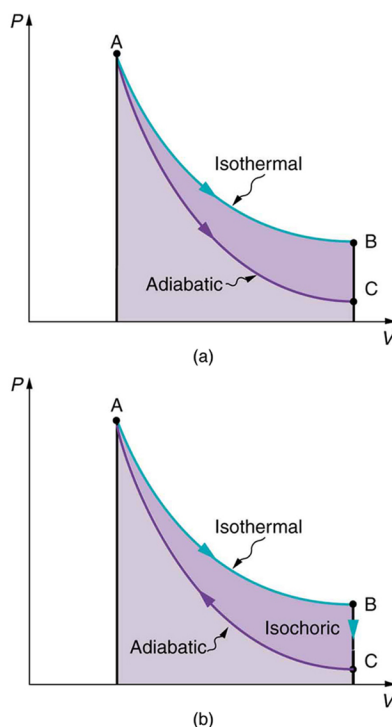 P
A
Isothermal
B
C
Adiabatic
V
(a)
P
A
Isothermal
B
Isochoric
Adiabatic
C
V
(b)